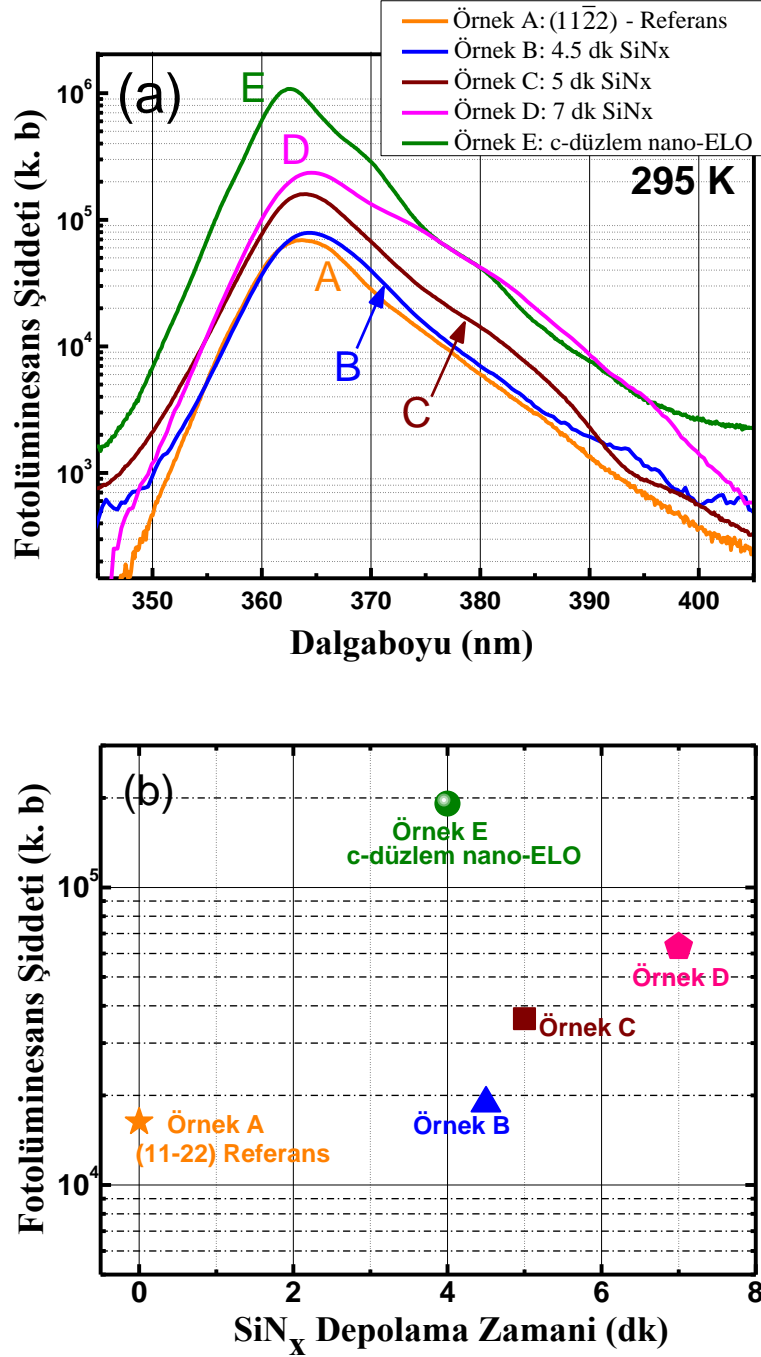 Örnek A: (112̄2̄) - Referans
Örnek B: 4.5 dk SiNx
Örnek C: 5 dk SiNx
Örnek D: 7 dk SiNx
Örnek E: c-düzlem nano-ELO
(a)
295 K
E
D
A
B
C
10⁶
10⁵
10⁴
10³
350 360 370 380 390 400
Fotolüminesans Şiddeti (k. b)
Dalgaboyu (nm)
(b)
Örnek E
c-düzlem nano-ELO
Örnek D
Örnek C
Örnek B
Örnek A
(11-22) Referans
10⁵
10⁴
0 2 4 6 8
Fotolüminesans Şiddeti (k. b)
SiNₓ Depolama Zamani (dk)